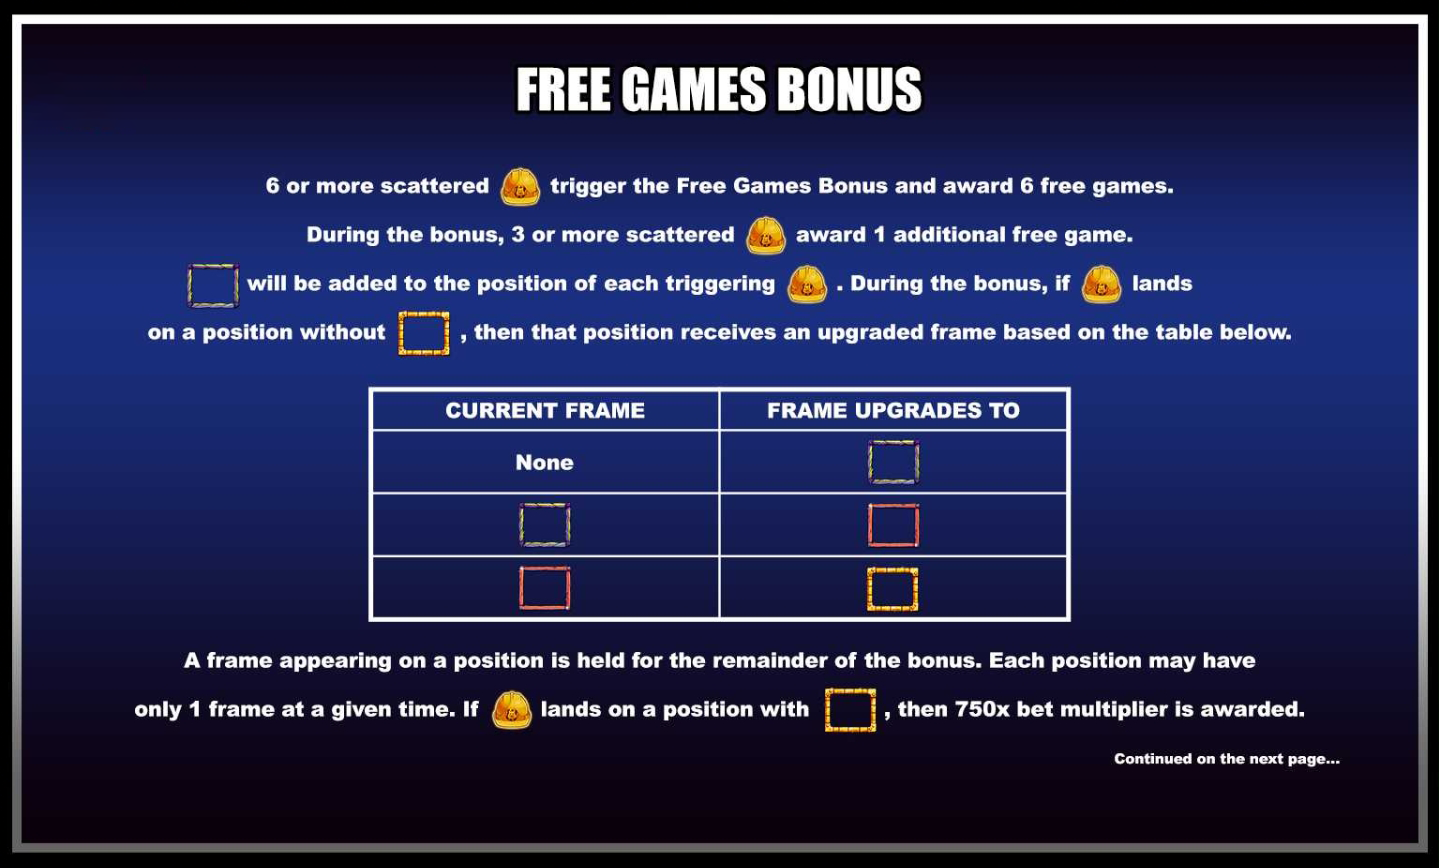 FREE GAMES BONUS
6 or more scattered trigger the Free Games Bonus and award 6 free games.
During the bonus, 3 or more scattered award 1 additional free game.
will be added to the position of each triggering . During the bonus, if lands
on a position without , then that position receives an upgraded frame based on the table below.
CURRENT FRAME FRAME UPGRADES TO
None
A frame appearing on a position is held for the remainder of the bonus. Each position may have
only 1 frame at a given time. If lands on a position with , then 750x bet multiplier is awarded.
Continued on the next page...